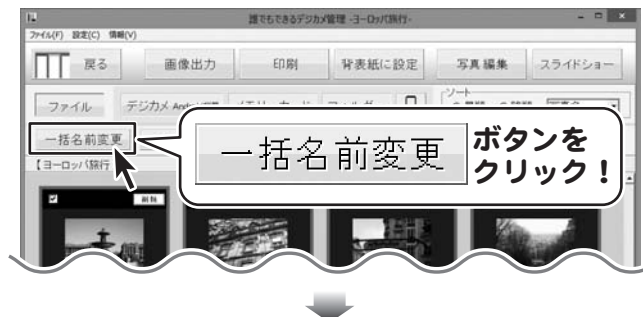 誰でもできるデジカメ管理 -ヨーロッパ旅行-
ファイル(F) 設定(C) 情報(V)
戻る 画像出力 印刷 背表紙に設定 写真編集 スライドショー
ソート
ファイル デジカメ
一括名前変更
一括名前変更 ボタンを
クリック！
【ヨーロッパ旅行
削除